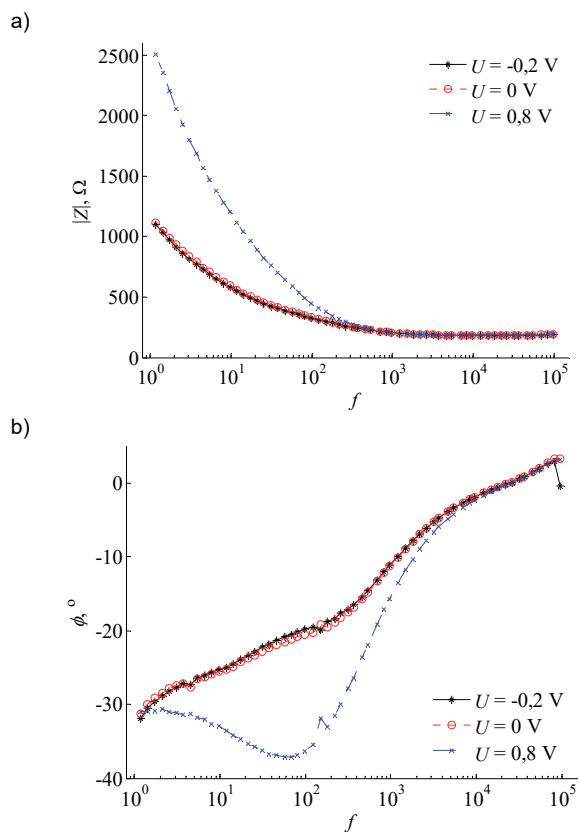 a)
2500
2000
1500
1000
500
0
|Z|, Ω
10^0 10^1 10^2 10^3 10^4 10^5
f
U = -0,2 V
U = 0 V
U = 0,8 V
b)
0
-10
-20
-30
-40
ϕ, °
10^0 10^1 10^2 10^3 10^4 10^5
f
U = -0,2 V
U = 0 V
U = 0,8 V